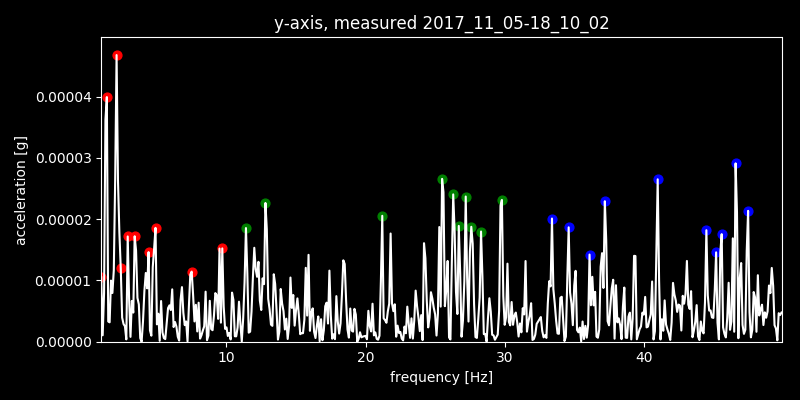 y-axis, measured 2017_11_05-18_10_02
0.00004
0.00003
0.00002
0.00001
0.00000
acceleration [g]
10 20 30 40
frequency [Hz]